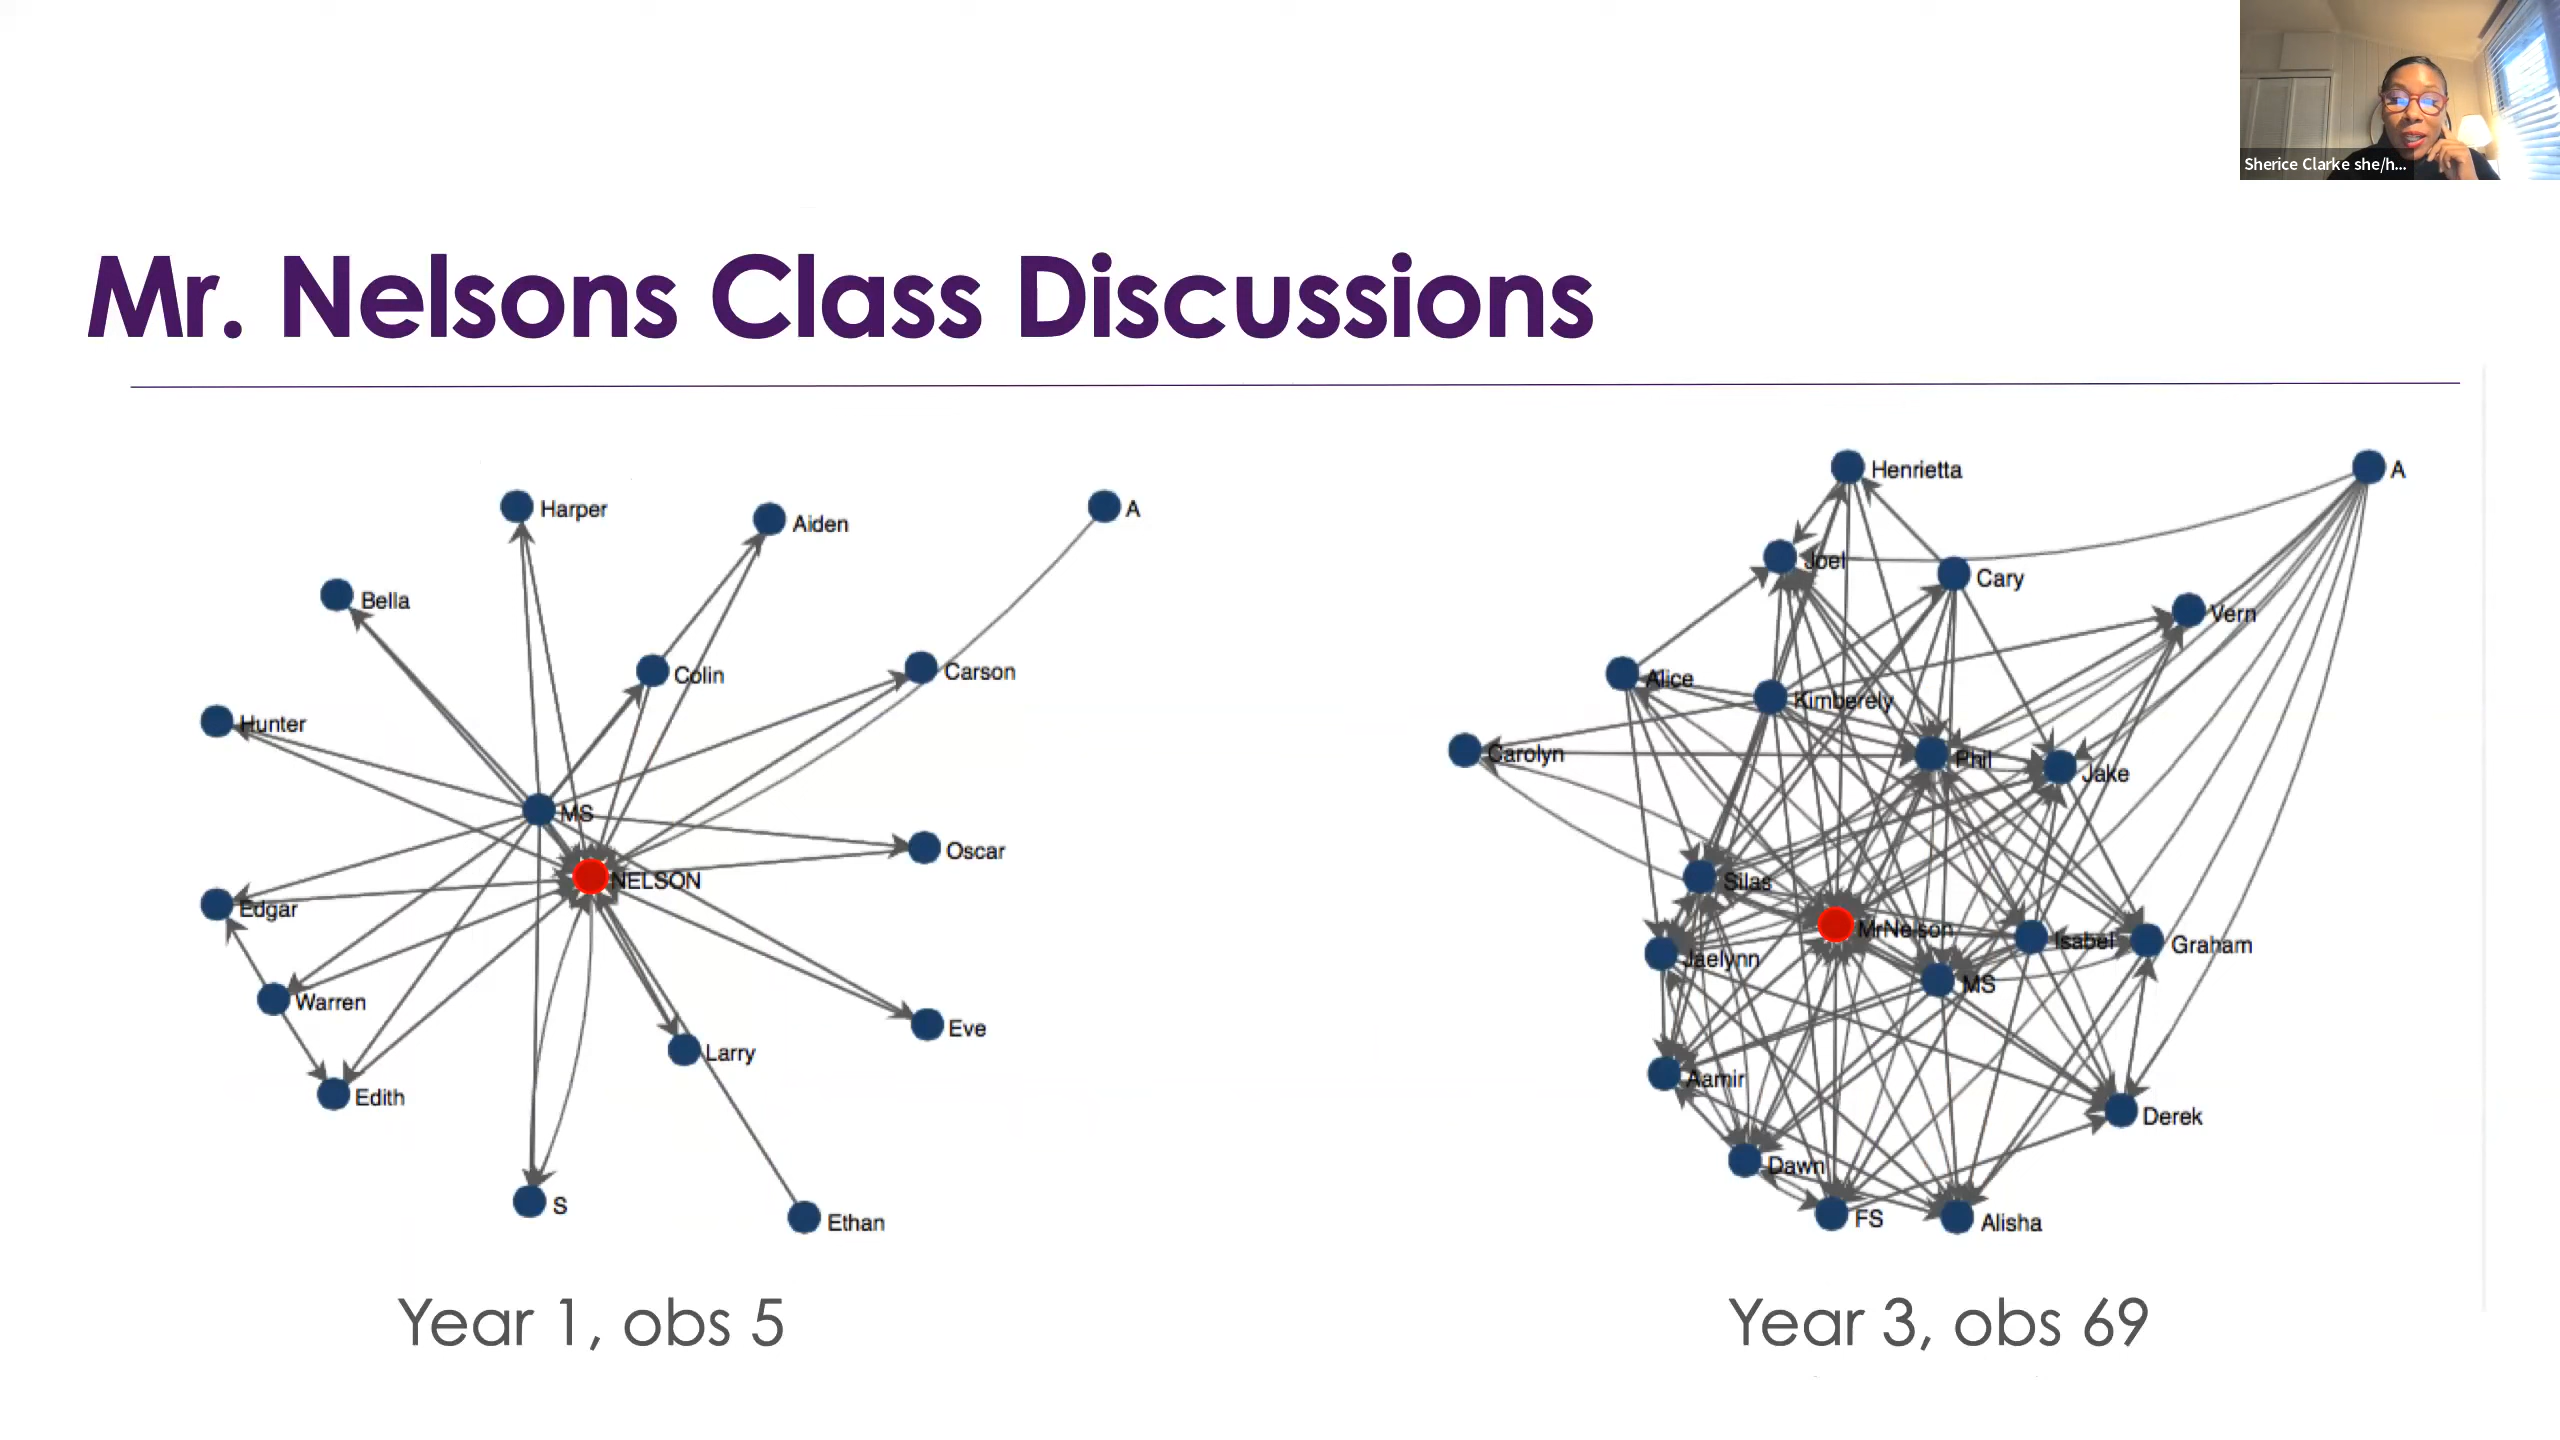 Sherice Clarke she/h...
Mr. Nelsons Class Discussions
Harper
Aiden
A
Bella
Colin
Carson
Hunter
MS
Oscar
NELSON
Edgar
Warren
Eve
Larry
Edith
S
Ethan
Year 1, obs 5
Henrietta
A
Joel
Cary
Vern
Alice
Kimberely
Carolyn
Phil
Jake
Silas
MrNelson
Isabel
Graham
Jaelynn
MS
Aamir
Derek
Dawn
FS
Alisha
Year 3, obs 69